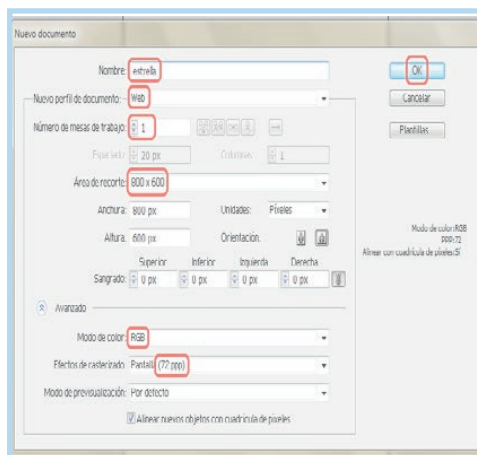 Nuevo documento
Nombre: estrella
OK
Nuevo perfil de documento: Web
Cancelar
Número de mesas de trabajo: 1
Plantillas
Espaciado: 20 px Columnas: 1
Área de recorte: 800 x 600
Anchura: 800 px Unidades: Píxeles
Altura: 600 px Orientación:
Modo de color:RGB
PPP:72
Alinear con cuadrícula de píxeles:Sí
Superior Inferior Izquierda Derecha
Sangrado: 0 px 0 px 0 px 0 px
Avanzado
Modo de color: RGB
Efectos de rasterizado: Pantalla (72 ppp)
Modo de previsualización: Por defecto
Alinear nuevos objetos con cuadrícula de píxeles